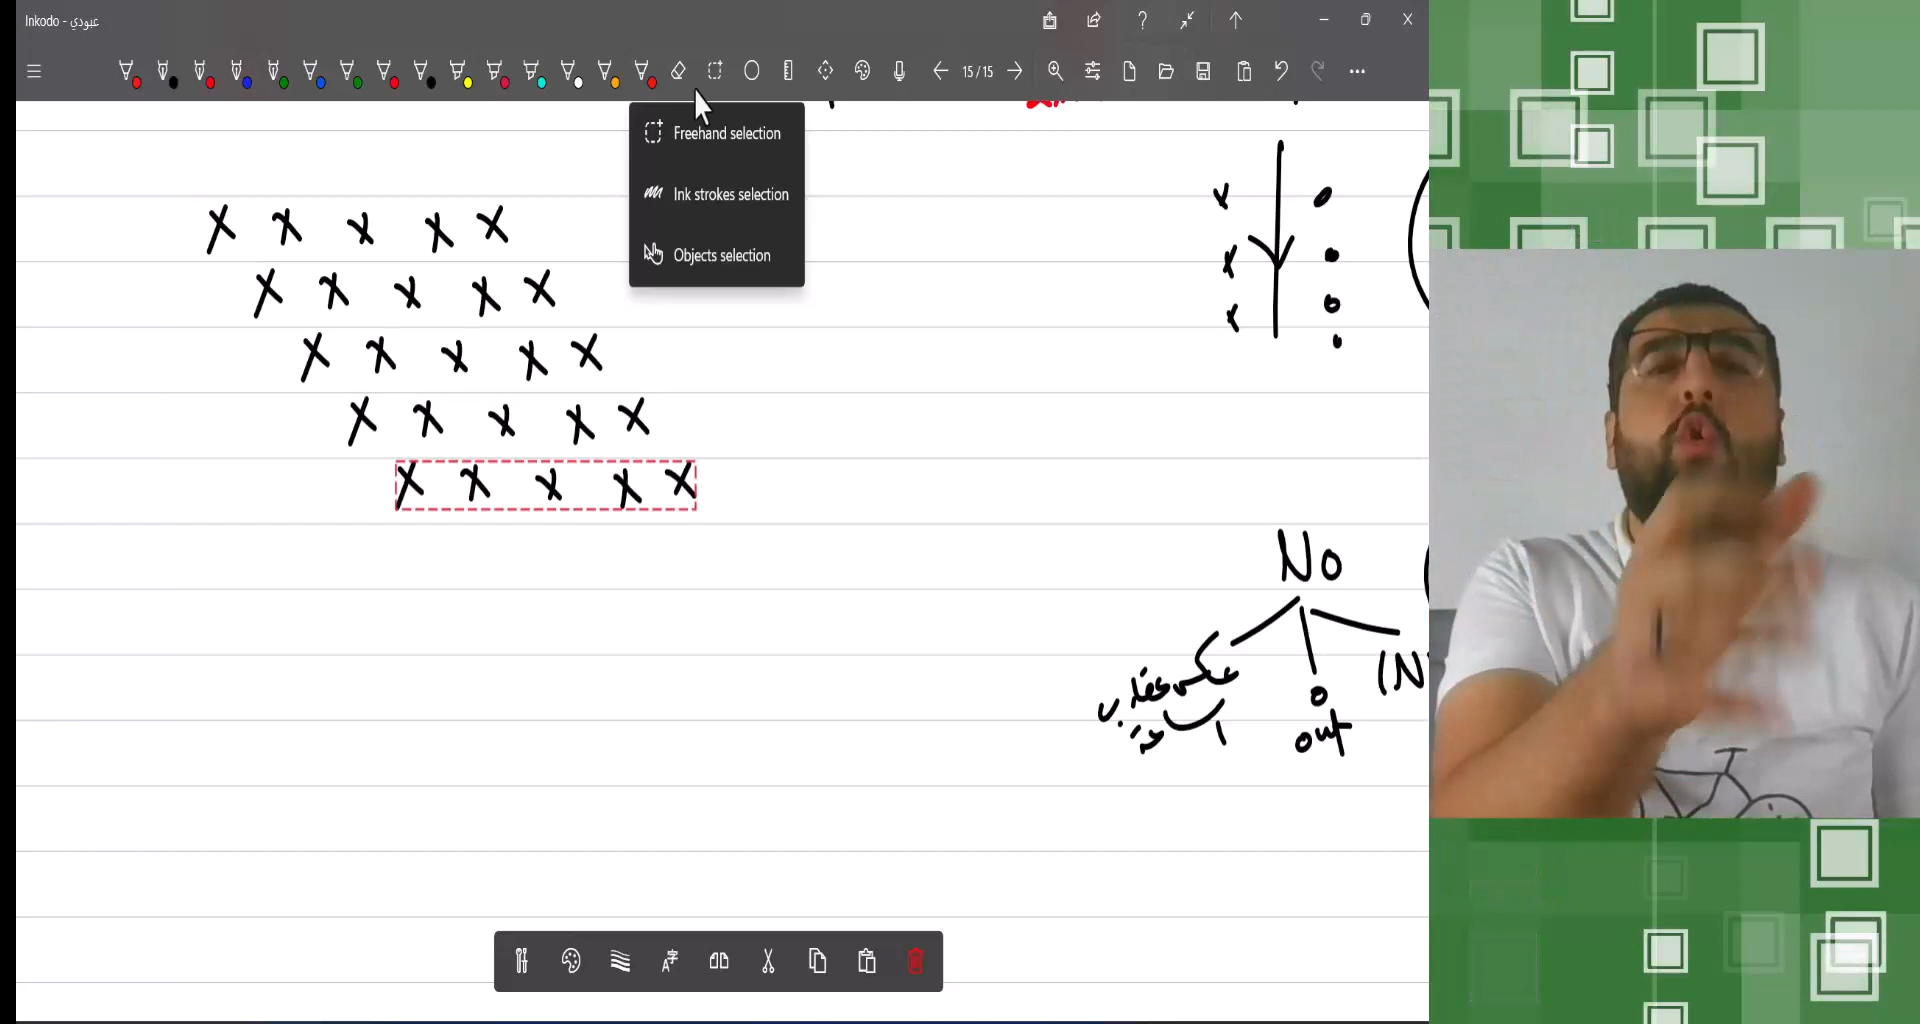 Inkodo - عبودي
15 / 15
Freehand selection
Ink strokes selection
Objects selection
X X X X X
X X X X X
X X X X X
X X X X X
X X X X X
x
x
x
No
out